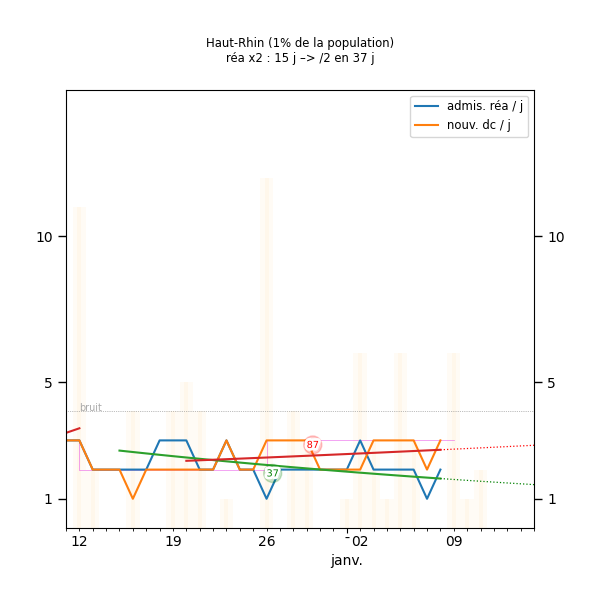 Haut-Rhin (1% de la population)
réa x2 : 15 j –> /2 en 37 j
admis. réa / j
nouv. dc / j
10
10
5
5
bruit
87
37
1
1
12
19
26
02
09
janv.